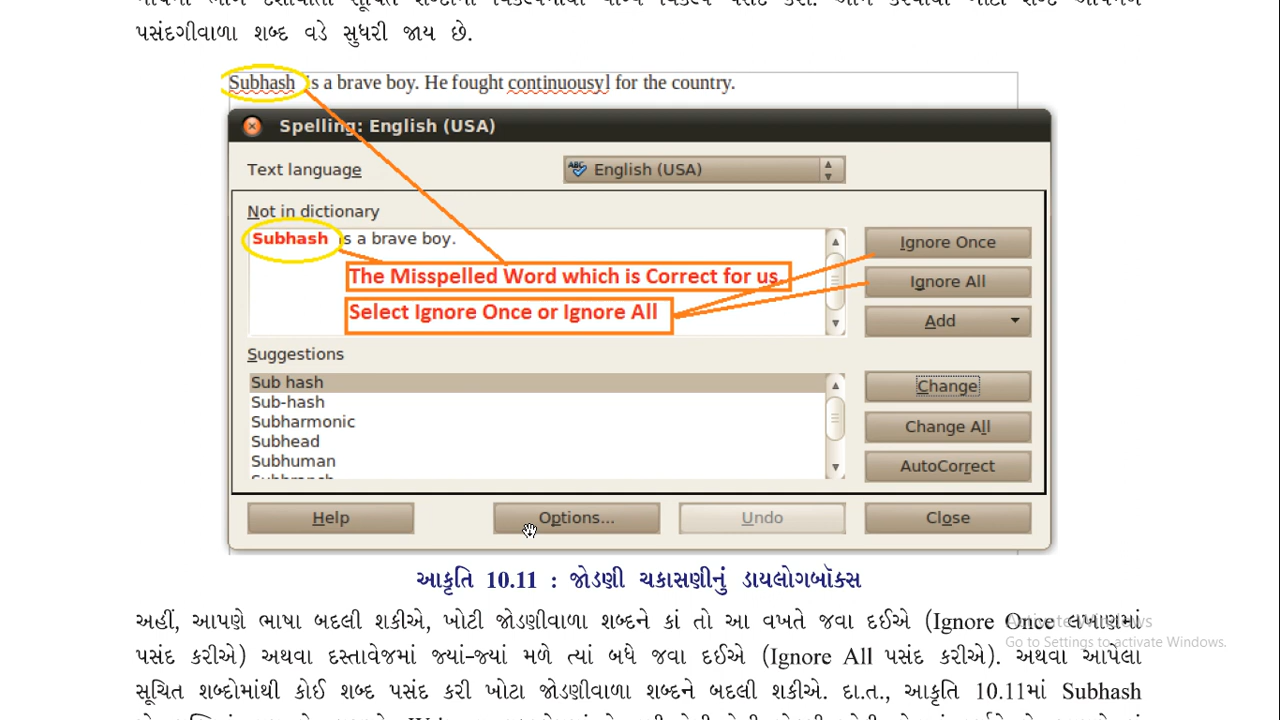 પસંદગીવાળા શબ્દ વડે સુધરી જાય છે.
Subhash is a brave boy. He fought continuousyl for the country.
Spelling: English (USA)
Text language
English (USA)
Not in dictionary
Subhash is a brave boy.
Ignore Once
The Misspelled Word which is Correct for us.
Ignore All
Select Ignore Once or Ignore All
Add
Suggestions
Sub hash
Change
Sub-hash
Subharmonic
Change All
Subhead
Subhuman
AutoCorrect
Help
Options...
Undo
Close
આકૃતિ 10.11 : જોડણી ચકાસણીનું ડાયલોગબૉક્સ
અહીં, આપણે ભાષા બદલી શકીએ, ખોટી જોડણીવાળા શબ્દને કાં તો આ વખતે જવા દઈએ (Ignore Once લખાણમાં
Activate Windows
Go to Settings to activate Windows.
પસંદ કરીએ) અથવા દસ્તાવેજમાં જ્યાં-જ્યાં મળે ત્યાં બધે જવા દઈએ (Ignore All પસંદ કરીએ). અથવા આપેલા
સૂચિત શબ્દોમાંથી કોઈ શબ્દ પસંદ કરી ખોટા જોડણીવાળા શબ્દને બદલી શકીએ. દા.ત., આકૃતિ 10.11માં Subhash